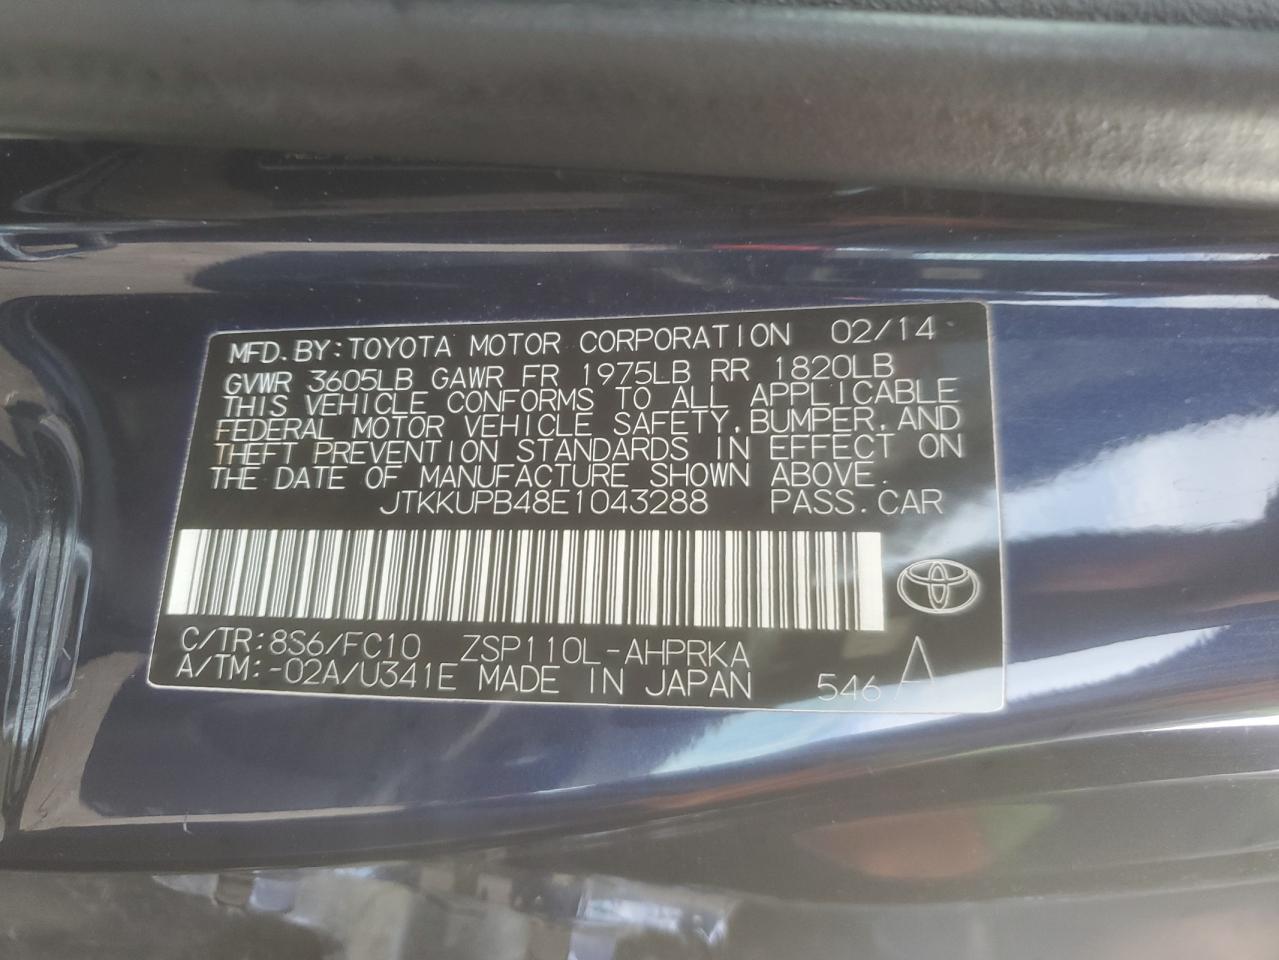 MFD.BY:TOYOTA MOTOR CORPORATION 02/14
GVWR 3605LB GAWR FR 1975LB RR 1820LB
THIS VEHICLE CONFORMS TO ALL APPLICABLE
FEDERAL MOTOR VEHICLE SAFETY,BUMPER,AND
THEFT PREVENTION STANDARDS IN EFFECT ON
THE DATE OF MANUFACTURE SHOWN ABOVE.
JTKKUPB48E1043288 PASS.CAR
C/TR:8S6/FC10 ZSP110L-AHPRKA
A/TM:-02A/U341E MADE IN JAPAN 546 A